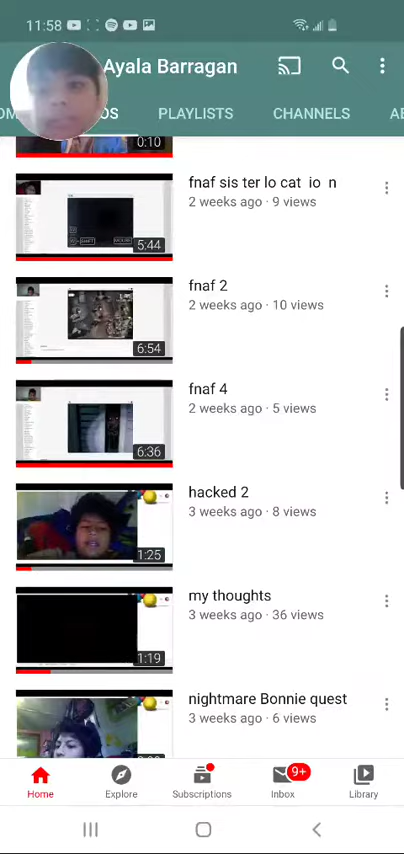 11:58
Ayala Barragan
PLAYLISTS
CHANNELS
0:10
fnaf sis ter lo cat io n
2 weeks ago · 9 views
5:44
fnaf 2
2 weeks ago · 10 views
6:54
fnaf 4
2 weeks ago · 5 views
6:36
hacked 2
3 weeks ago · 8 views
1:25
my thoughts
3 weeks ago · 36 views
1:19
nightmare Bonnie quest
3 weeks ago · 6 views
9+
Home
Explore
Subscriptions
Inbox
Library